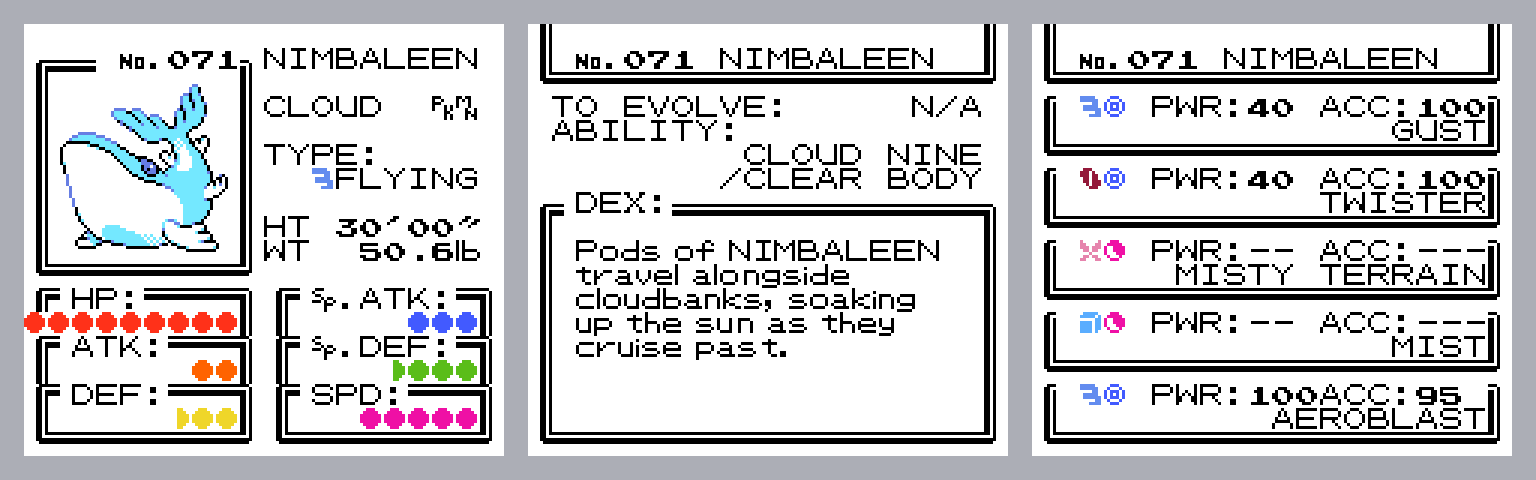 No. 071 NIMBALEEN
CLOUD PKMN
TYPE:
FLYING
HT 30′00″
WT 50.6lb
HP:
Sp. ATK:
ATK:
Sp. DEF:
DEF:
SPD:
No. 071 NIMBALEEN
TO EVOLVE: N/A
ABILITY:
CLOUD NINE
/CLEAR BODY
DEX:
Pods of NIMBALEEN
travel alongside
cloudbanks, soaking
up the sun as they
cruise past.
No. 071 NIMBALEEN
PWR:40 ACC:100
GUST
PWR:40 ACC:100
TWISTER
PWR:-- ACC:---
MISTY TERRAIN
PWR:-- ACC:---
MIST
PWR:100ACC:95
AEROBLAST